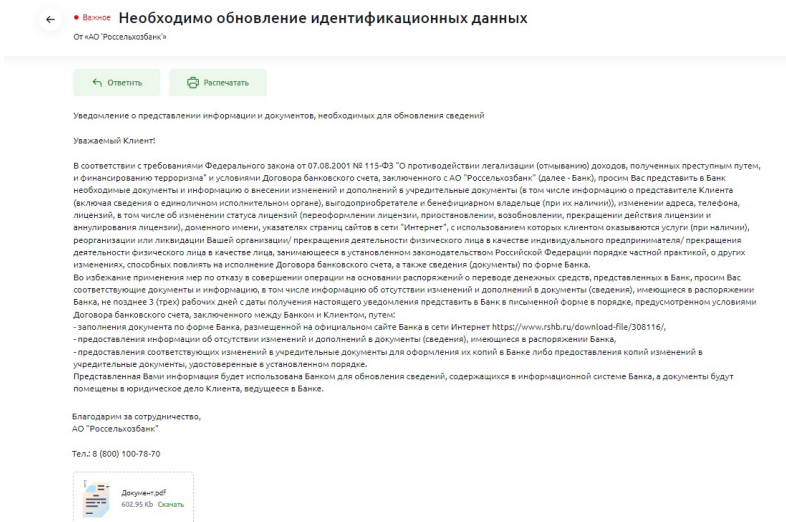 Важное Необходимо обновление идентификационных данных
От «АО 'Россельхозбанк'»
Ответить
Распечатать
Уведомление о представлении информации и документов, необходимых для обновления сведений
Уважаемый Клиент!
В соответствии с требованиями Федерального закона от 07.08.2001 № 115-ФЗ "О противодействии легализации (отмыванию) доходов, полученных преступным путем,
и финансированию терроризма" и условиями Договора банковского счета, заключенного с АО "Россельхозбанк" (далее - Банк), просим Вас представить в Банк
необходимые документы и информацию о внесении изменений и дополнений в учредительные документы (в том числе информацию о представителе Клиента
(включая сведения о единоличном исполнительном органе), выгодоприобретателе и бенефициарном владельце (при их наличии)), изменении адреса, телефона,
лицензий, в том числе об изменении статуса лицензий (переоформлении лицензии, приостановлении, возобновлении, прекращении действия лицензии и
аннулирования лицензии), доменного имени, указателях страниц сайтов в сети "Интернет", с использованием которых клиентом оказываются услуги (при наличии),
реорганизации или ликвидации Вашей организации/ прекращения деятельности физического лица в качестве индивидуального предпринимателя/ прекращения
деятельности физического лица в качестве лица, занимающееся в установленном законодательством Российской Федерации порядке частной практикой, о других
изменениях, способных повлиять на исполнение Договора банковского счета, а также сведения (документы) по форме Банка.
Во избежание применения мер по отказу в совершении операции на основании распоряжений о переводе денежных средств, представленных в Банк, просим Вас
соответствующие документы и информацию, в том числе информацию об отсутствии изменений и дополнений в документы (сведения), имеющиеся в распоряжении
Банка, не позднее 3 (трех) рабочих дней с даты получения настоящего уведомления представить в Банк в письменной форме в порядке, предусмотренном условиями
Договора банковского счета, заключенного между Банком и Клиентом, путем:
- заполнения документа по форме Банка, размещенной на официальном сайте Банка в сети Интернет https://www.rshb.ru/download-file/308116/,
- предоставления информации об отсутствии изменений и дополнений в документы (сведения), имеющиеся в распоряжении Банка,
- предоставления соответствующих изменений в учредительные документы для оформления их копий в Банке либо предоставления копий изменений в
учредительные документы, удостоверенные в установленном порядке.
Представленная Вами информация будет использована Банком для обновления сведений, содержащихся в информационной системе Банка, а документы будут
помещены в юридическое дело Клиента, ведущееся в Банке.
Благодарим за сотрудничество,
АО "Россельхозбанк"
Тел.: 8 (800) 100-78-70
Документ.pdf
602.95 Kb Скачать